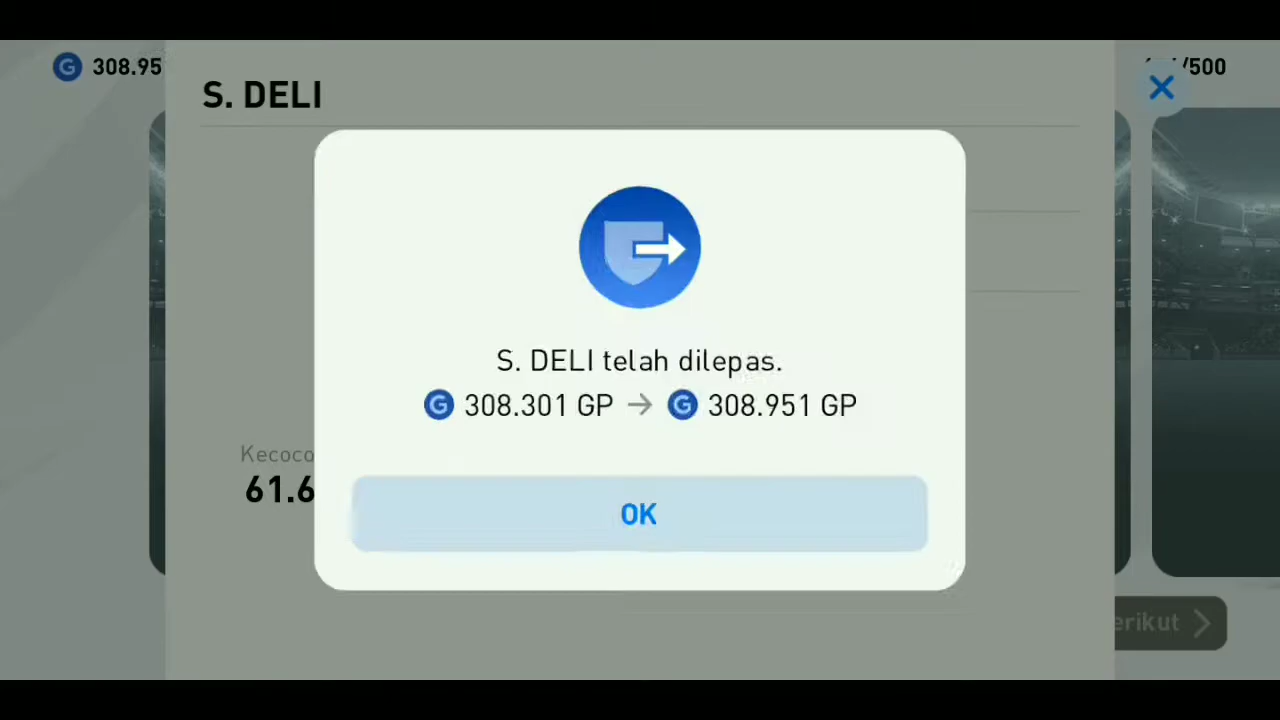 308.95
/500
S. DELI
S. DELI telah dilepas.
308.301 GP → 308.951 GP
Kecoco
61.6
OK
erikut